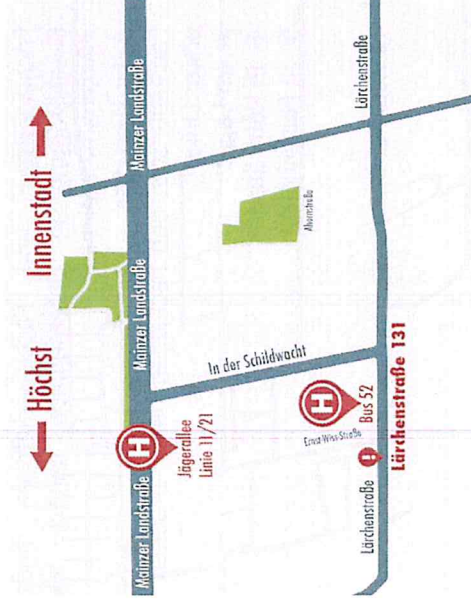 Höchst
Innenstadt
Mainzer Landstraße
Mainzer Landstraße
Mainzer Landstraße
H
Jägerallee
Linie 11/21
In der Schildwacht
Ahornstraße
H
Bus 52
Ernst-Wiss-Straße
Lärchenstraße
Lärchenstraße
Lärchenstraße 131